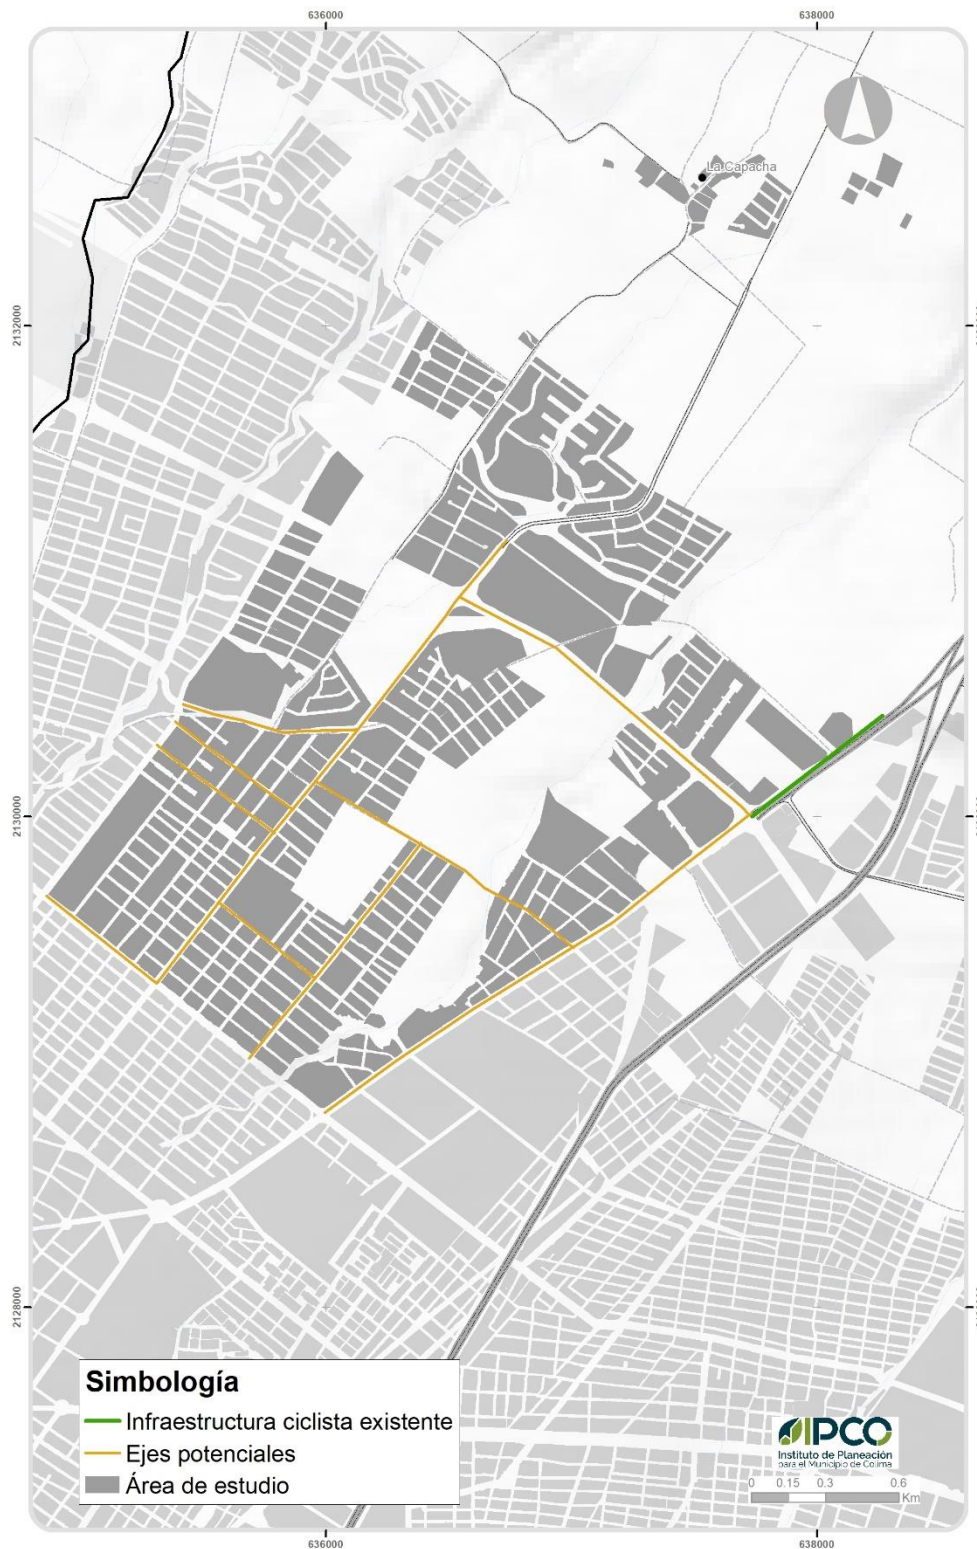 636000 638000
La Capacha
2132000
2130000
2128000
Simbología
Infraestructura ciclista existente
Ejes potenciales
Área de estudio
IPCO
Instituto de Planeación
para el Municipio de Colima
0 0.15 0.3 0.6
Km
636000 638000